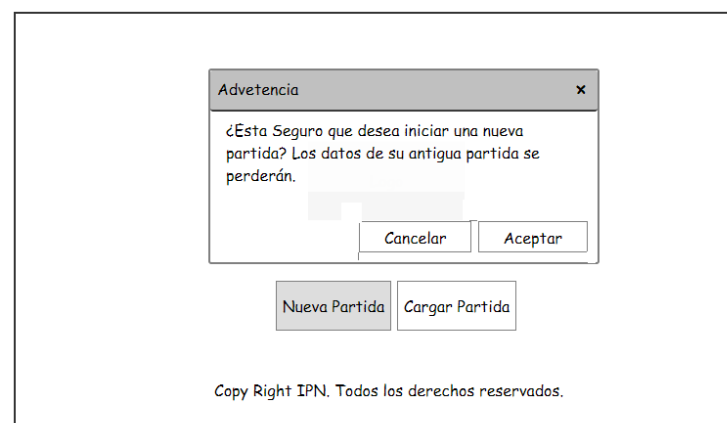 Advetencia x
¿Esta Seguro que desea iniciar una nueva
partida? Los datos de su antigua partida se
perderán.
Cancelar Aceptar
Nueva Partida Cargar Partida
Copy Right IPN. Todos los derechos reservados.